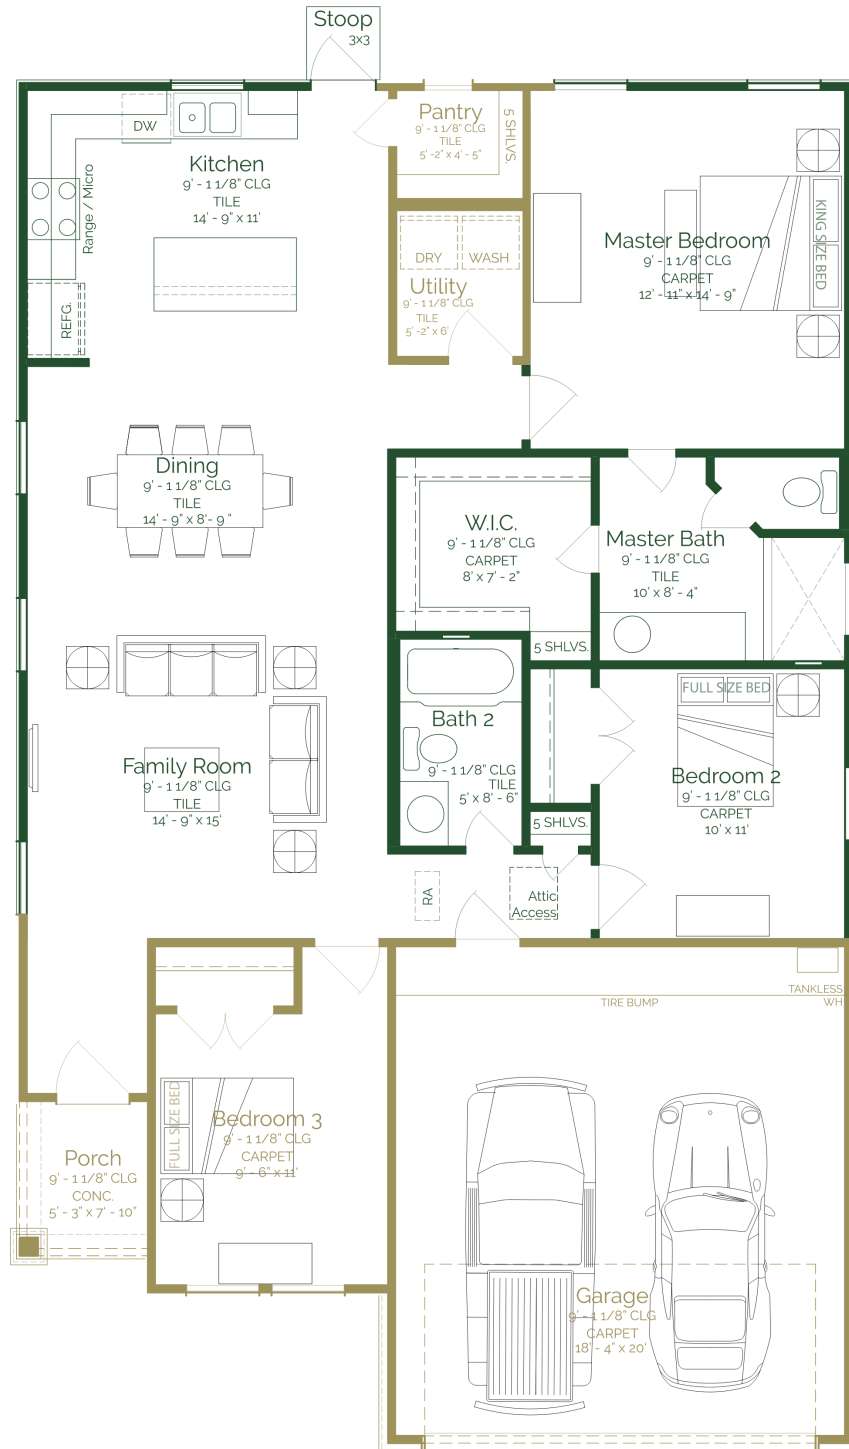 Stoop
3x3
Pantry
9' - 1 1/8" CLG
TILE
5' -2" x 4' - 5"
5 SHLVS.
DW
Kitchen
9' - 1 1/8" CLG
TILE
14' - 9" x 11'
Range / Micro
REFG.
DRY
WASH
Utility
9' - 1 1/8" CLG
TILE
5' -2" x 6'
Master Bedroom
9' - 1 1/8" CLG
CARPET
12' - 11" x 14' - 9"
KING SIZE BED
Dining
9' - 1 1/8" CLG
TILE
14' - 9" x 8'- 9 "
W.I.C.
9' - 1 1/8" CLG
CARPET
8' x 7' - 2"
5 SHLVS.
Master Bath
9' - 1 1/8" CLG
TILE
10' x 8' - 4"
Bath 2
9' - 1 1/8" CLG
TILE
5' x 8' - 6"
FULL SIZE BED
Bedroom 2
9' - 1 1/8" CLG
CARPET
10' x 11'
Family Room
9' - 1 1/8" CLG
TILE
14' - 9" x 15'
5 SHLVS.
RA
Attic
Access
TANKLESS
WH
TIRE BUMP
FULL SIZE BED
Bedroom 3
9' - 1 1/8" CLG
CARPET
9' - 6" x 11'
Porch
9' - 1 1/8" CLG
CONC.
5' - 3" x 7' - 10"
Garage
9' - 1 1/8" CLG
CARPET
18' - 4" x 20'